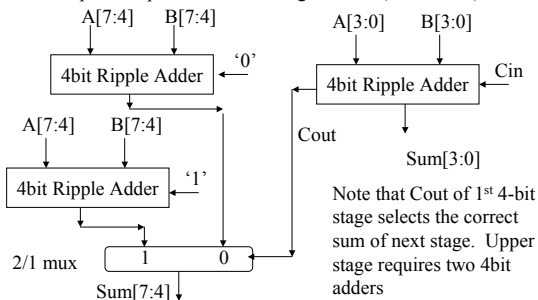 A[7:4] B[7:4]
4bit Ripple Adder
‘0’
A[3:0] B[3:0]
4bit Ripple Adder
Cin
Cout
Sum[3:0]
A[7:4] B[7:4]
4bit Ripple Adder
‘1’
2/1 mux
1 0
Sum[7:4]
Note that Cout of 1st 4-bit
stage selects the correct
sum of next stage. Upper
stage requires two 4bit
adders